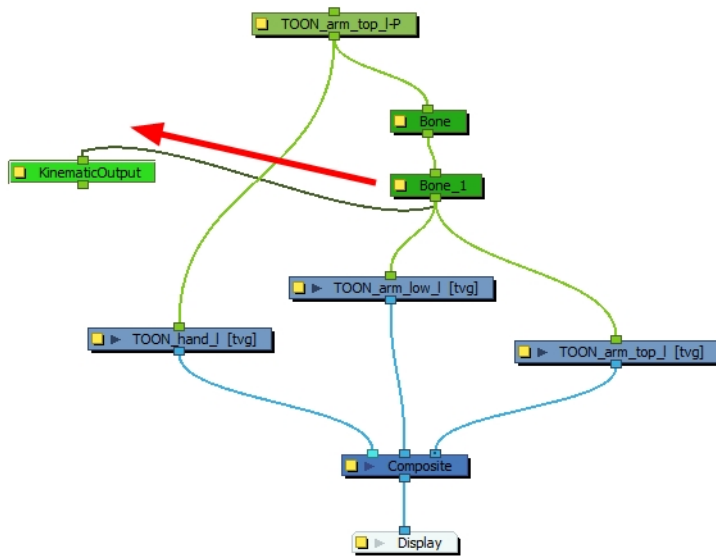 TOON_arm_top_l-P
Bone
KinematicOutput
Bone_1
TOON_arm_low_l [tvg]
TOON_hand_l [tvg]
TOON_arm_top_l [tvg]
Composite
Display